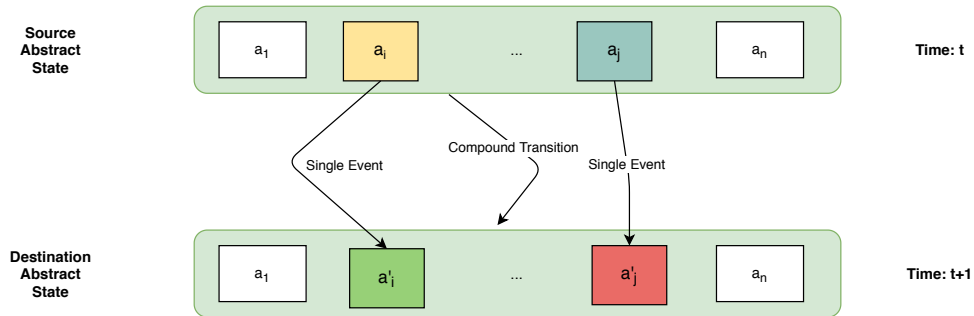 Source
Abstract
State
a₁
aᵢ
...
aⱼ
aₙ
Time: t
Single Event
Compound Transition
Single Event
Destination
Abstract
State
a₁
a'ᵢ
...
a'ⱼ
aₙ
Time: t+1